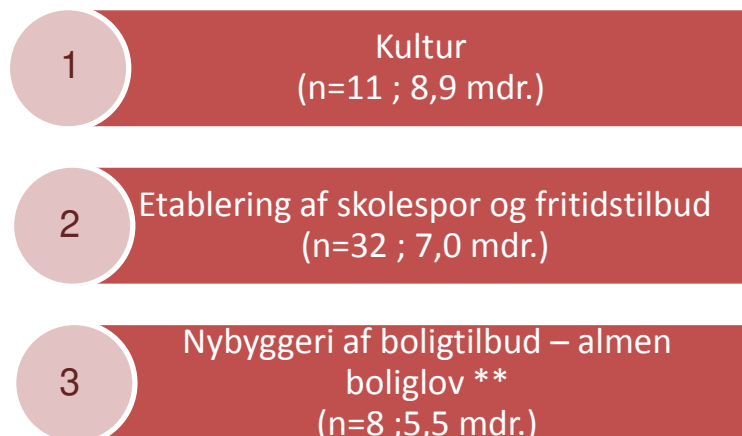 1
Kultur
(n=11 ; 8,9 mdr.)
2
Etablering af skolespor og fritidstilbud
(n=32 ; 7,0 mdr.)
3
Nybyggeri af boligtilbud – almen
boliglov **
(n=8 ;5,5 mdr.)